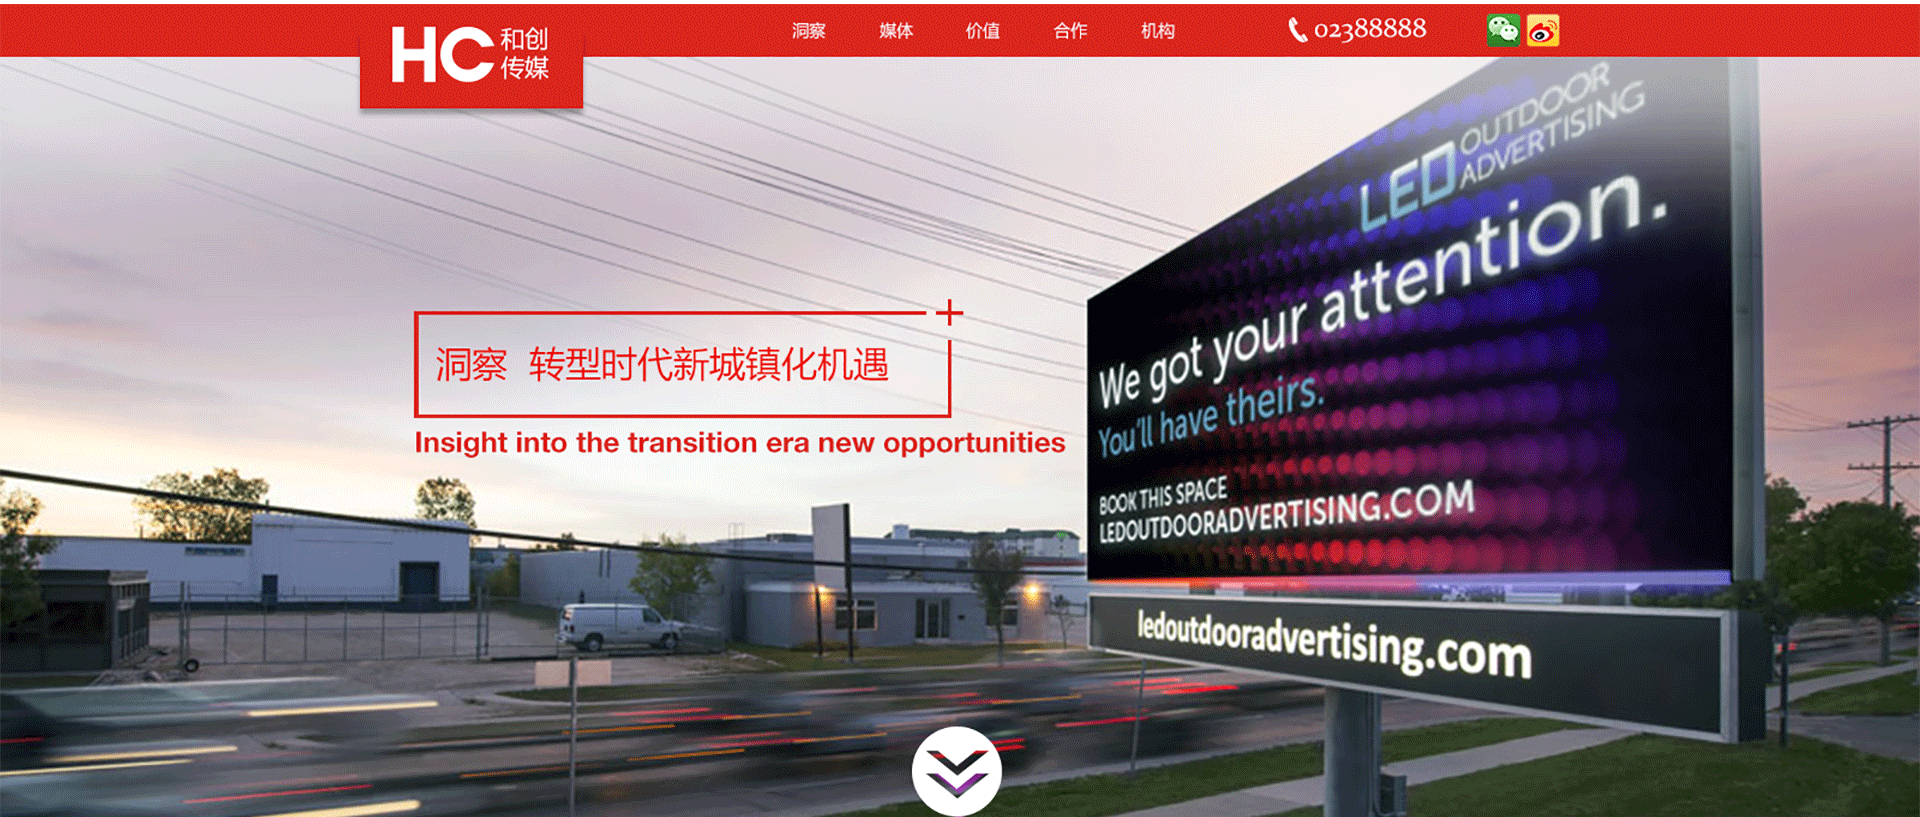 HC 和创
传媒
洞察 媒体 价值 合作 机构
02388888
LED OUTDOOR
ADVERTISING
We got your attention.
You'll have theirs.
BOOK THIS SPACE
LEDOUTDOORADVERTISING.COM
ledoutdooradvertising.com
洞察 转型时代新城镇化机遇
Insight into the transition era new opportunities